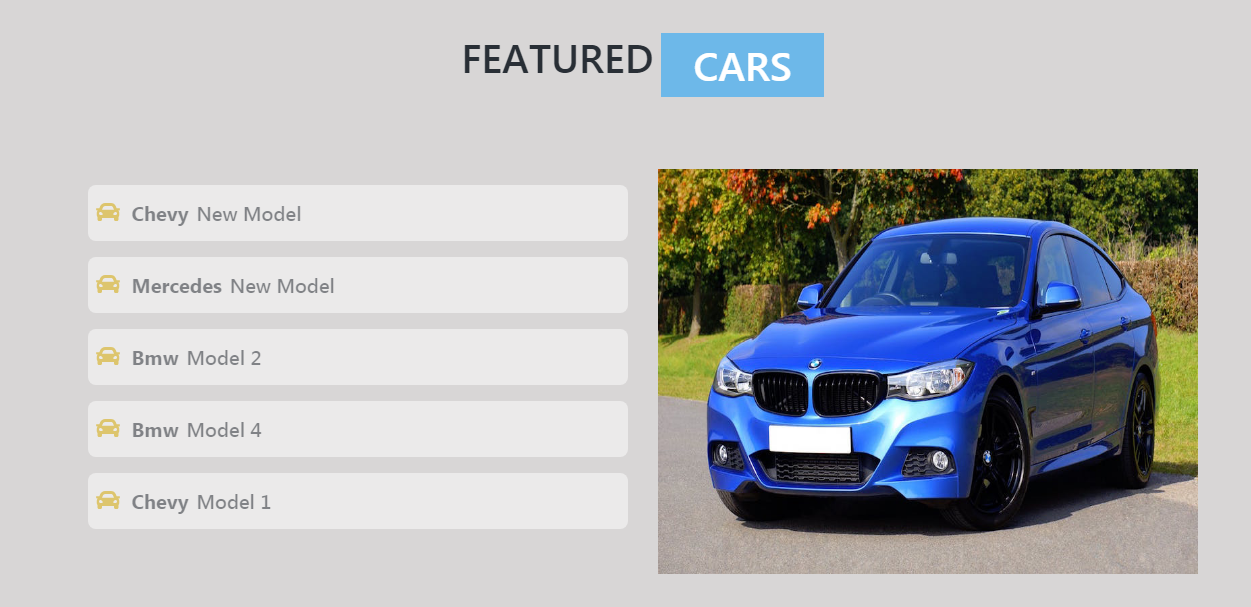 FEATURED CARS
Chevy New Model
Mercedes New Model
Bmw Model 2
Bmw Model 4
Chevy Model 1